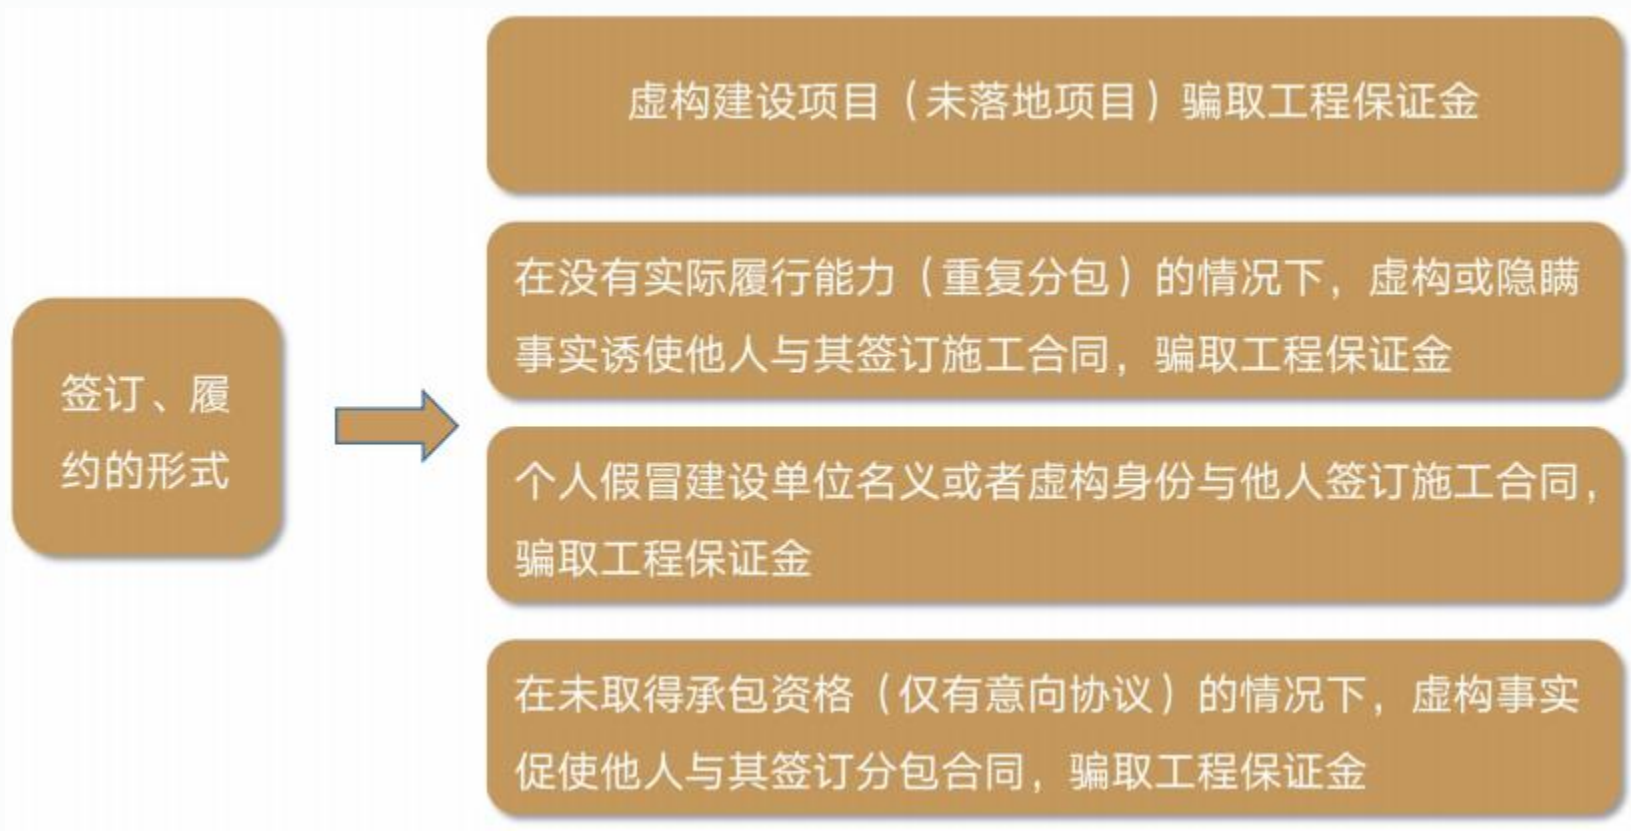 签订、履
约的形式
虚构建设项目（未落地项目）骗取工程保证金
在没有实际履行能力（重复分包）的情况下，虚构或隐瞒
事实诱使他人与其签订施工合同，骗取工程保证金
个人假冒建设单位名义或者虚构身份与他人签订施工合同，
骗取工程保证金
在未取得承包资格（仅有意向协议）的情况下，虚构事实
促使他人与其签订分包合同，骗取工程保证金